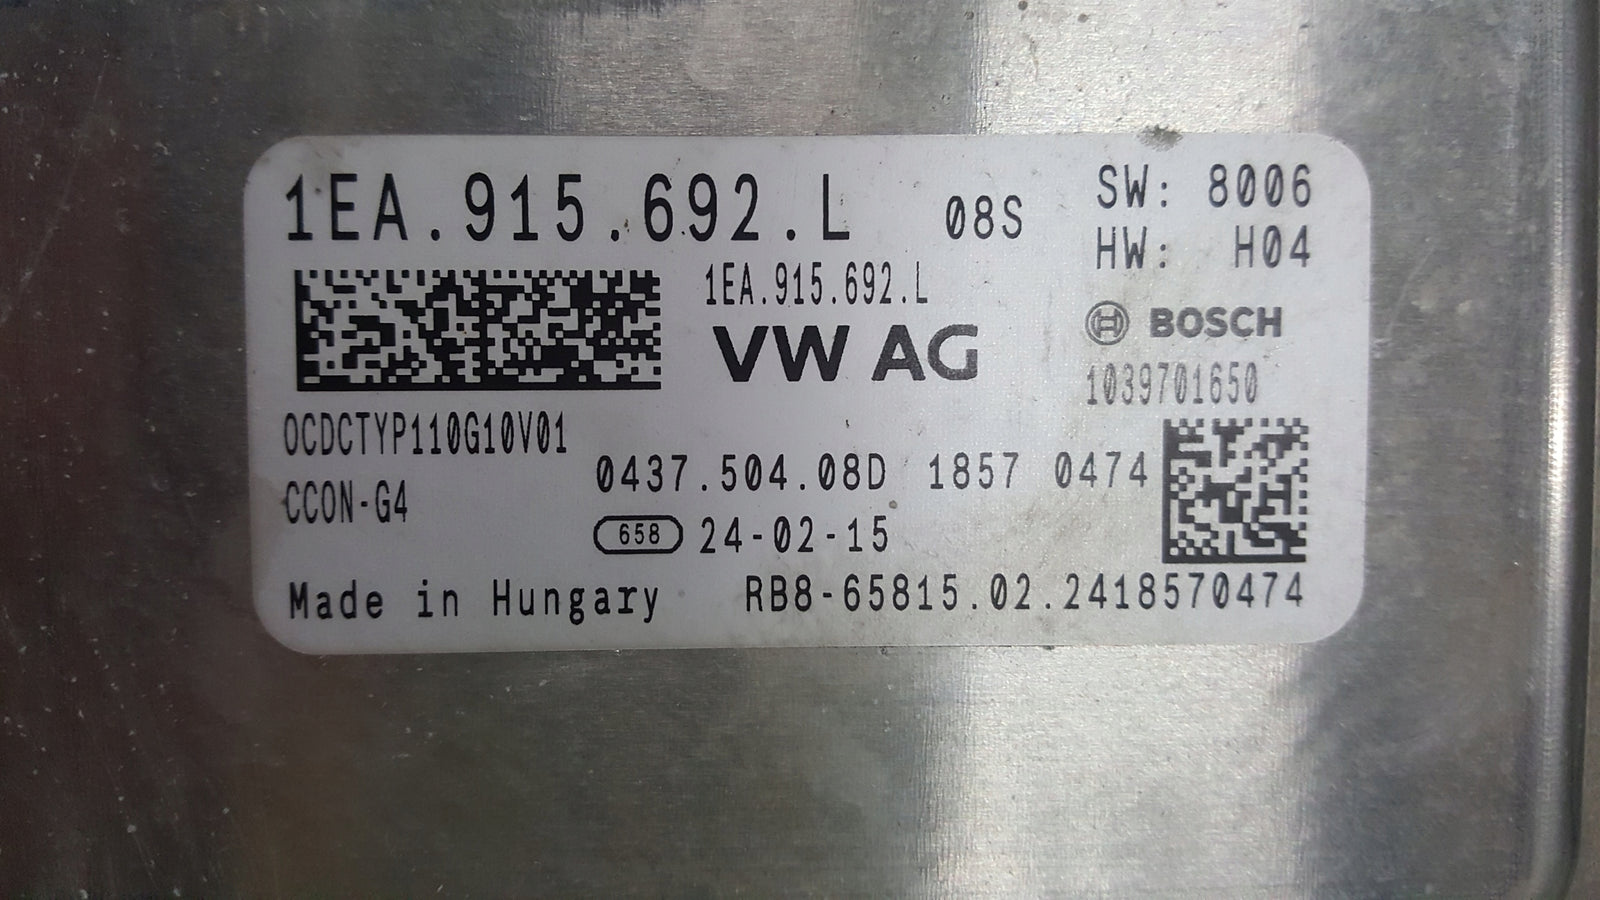 1EA.915.692.L 08S SW: 8006
HW: H04
1EA.915.692.L
VW AG
BOSCH
1039701650
0CDCTYP110G10V01
0437.504.08D 1857 0474
CCON-G4
658 24-02-15
Made in Hungary RB8-65815.02.2418570474